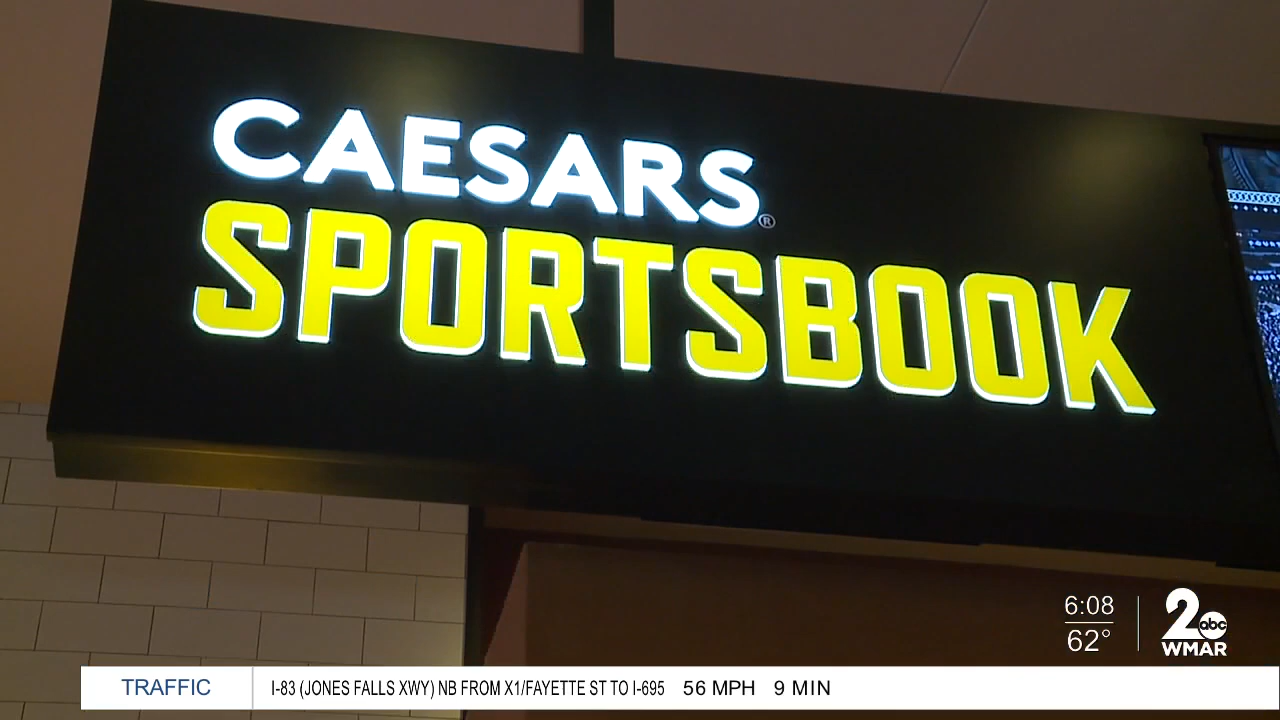 CAESARS®
SPORTSBOOK
6:08
62°
2 abc
WMAR
TRAFFIC
I-83 (JONES FALLS XWY) NB FROM X1/FAYETTE ST TO I-695 56 MPH 9 MIN